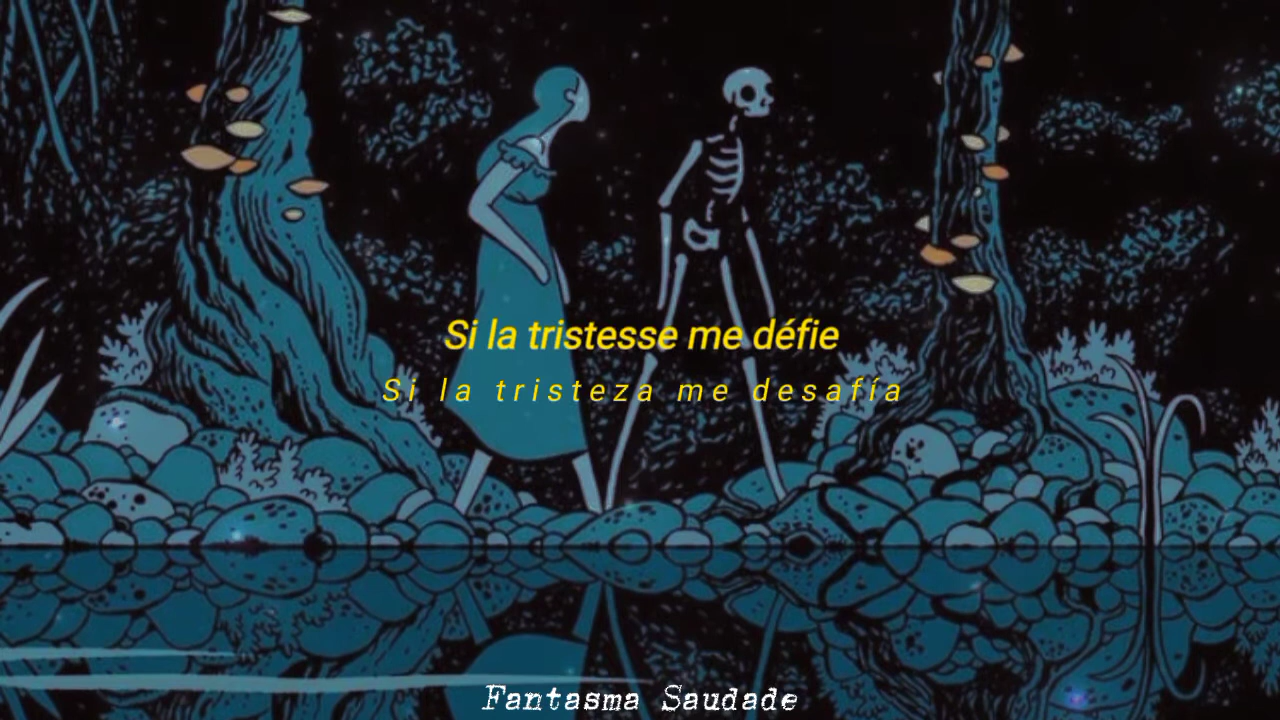 Si la tristesse me défie
Si la tristeza me desafía
Fantasma Saudade